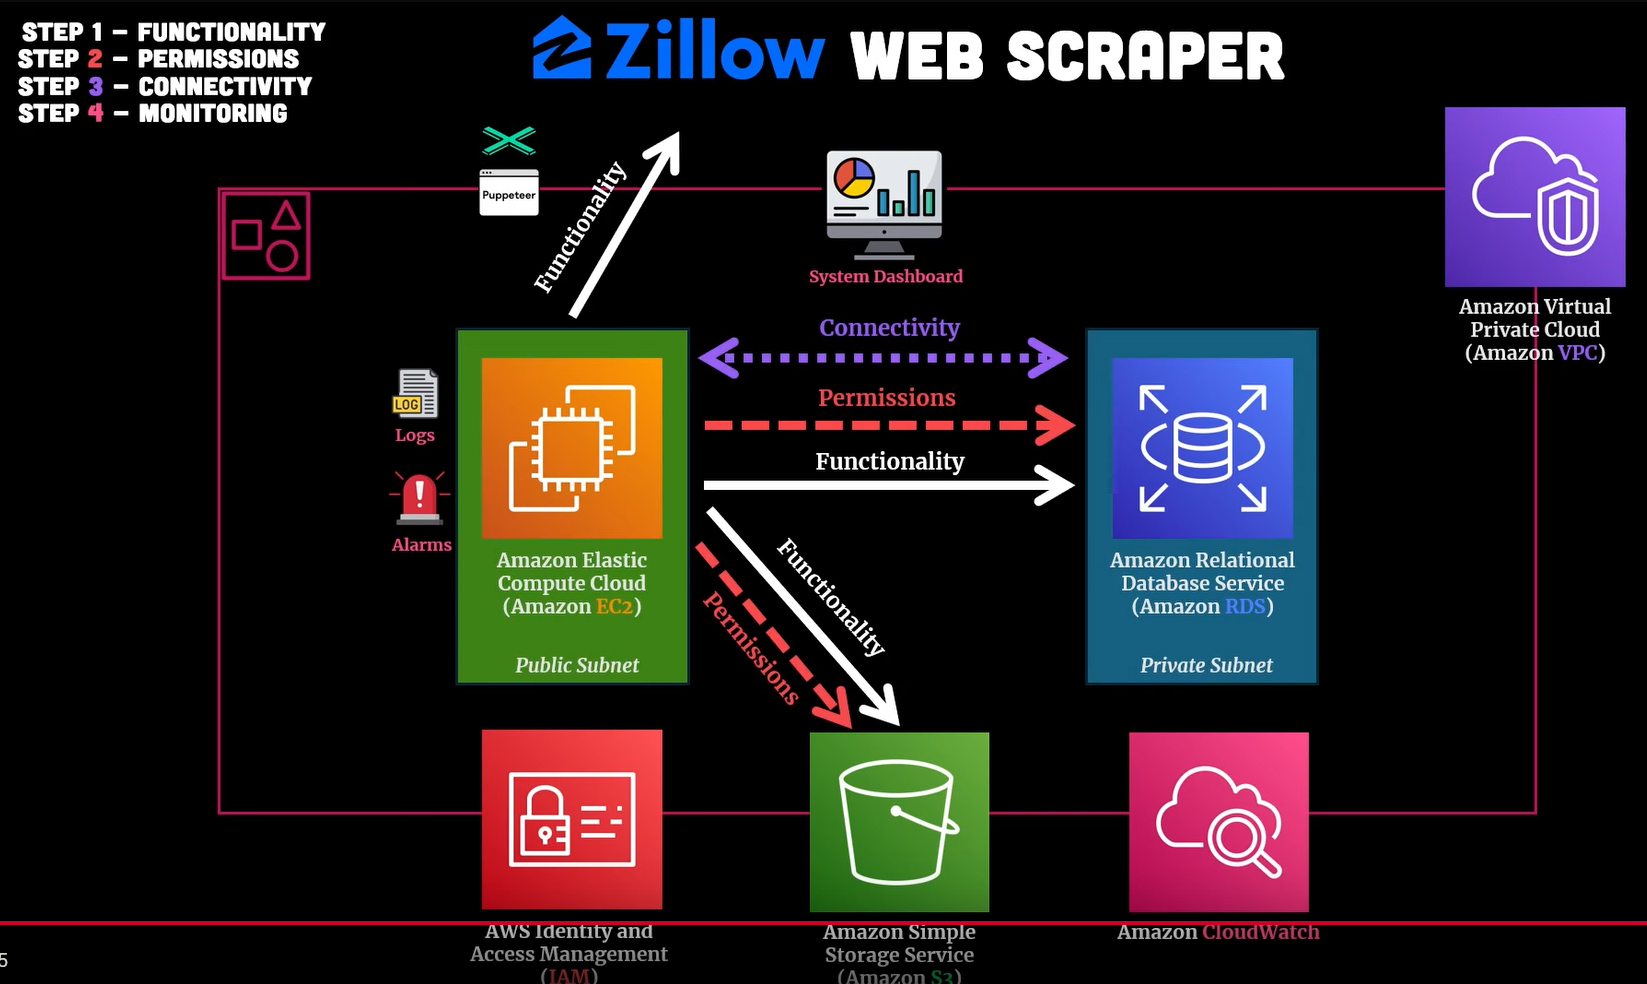 STEP 1 – FUNCTIONALITY
STEP 2 – PERMISSIONS
STEP 3 – CONNECTIVITY
STEP 4 – MONITORING
Zillow WEB SCRAPER
Puppeteer
Functionality
System Dashboard
Amazon Virtual
Private Cloud
(Amazon VPC)
Connectivity
Permissions
Functionality
LOG
Logs
Alarms
Amazon Elastic
Compute Cloud
(Amazon EC2)
Public Subnet
Functionality
Permissions
Amazon Relational
Database Service
(Amazon RDS)
Private Subnet
AWS Identity and
Access Management
(IAM)
Amazon Simple
Storage Service
(Amazon S3)
Amazon CloudWatch
5